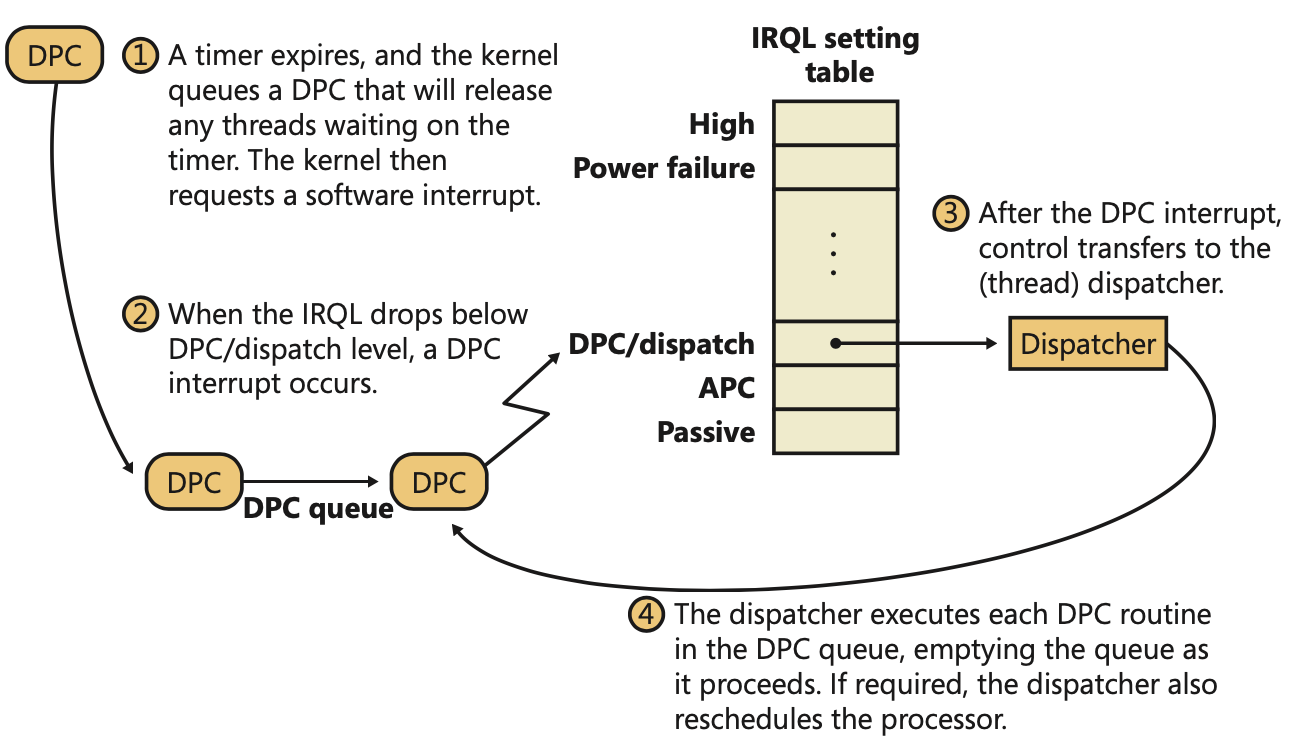 DPC
1 A timer expires, and the kernel
queues a DPC that will release
any threads waiting on the
timer. The kernel then
requests a software interrupt.
2 When the IRQL drops below
DPC/dispatch level, a DPC
interrupt occurs.
DPC
DPC queue
DPC
IRQL setting
table
High
Power failure
DPC/dispatch
APC
Passive
3 After the DPC interrupt,
control transfers to the
(thread) dispatcher.
Dispatcher
4 The dispatcher executes each DPC routine
in the DPC queue, emptying the queue as
it proceeds. If required, the dispatcher also
reschedules the processor.